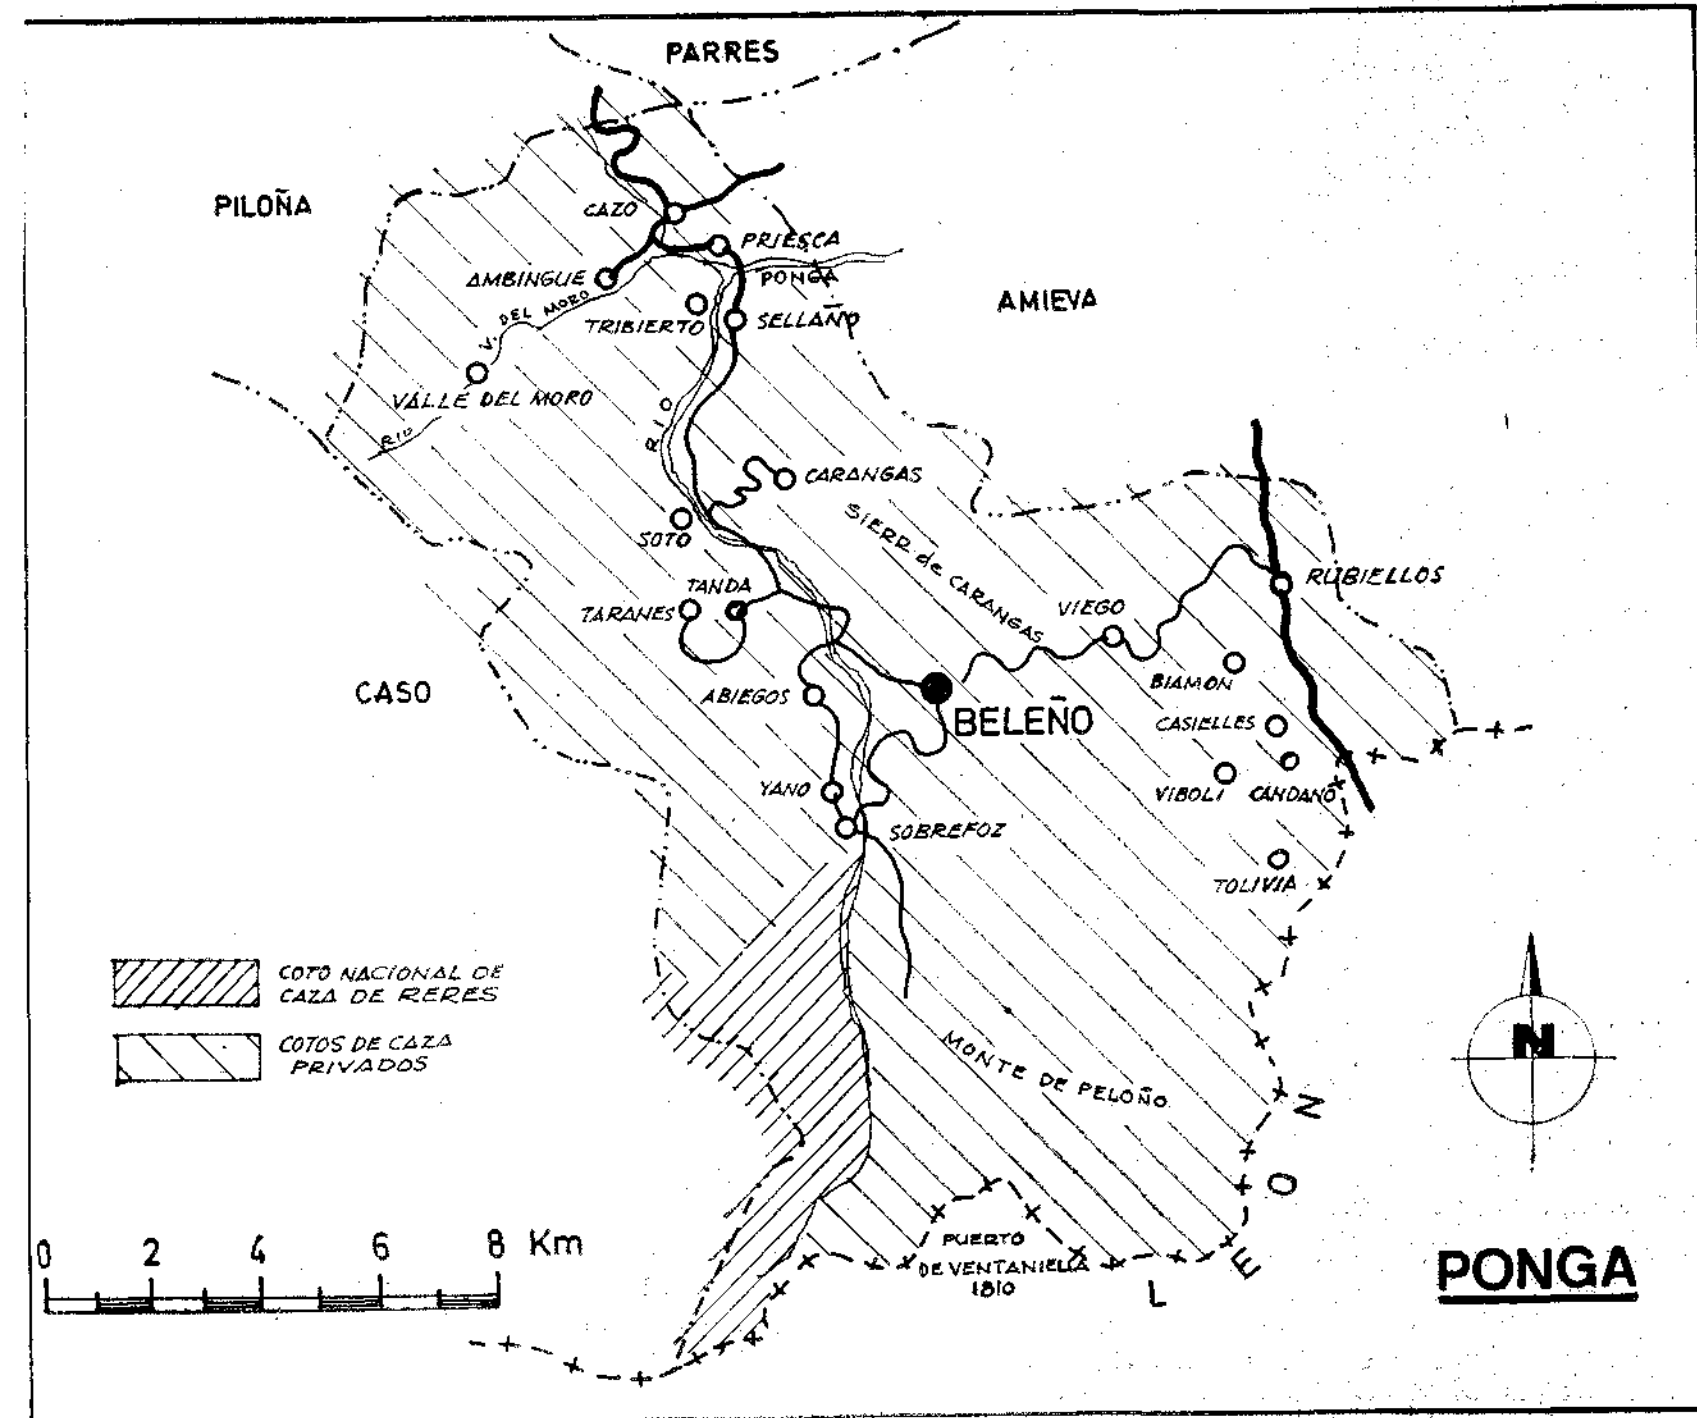 PARRES
PILOÑA
CAZO
PRIESCA
AMBINGUE
PONGA
AMIEVA
V. DEL MORO
TRIBIERTO
SELLAÑO
VALLE DEL MORO
RIO
RIO
CARANGAS
SIERR de CARANGAS
SOTO
TANDA
TARANES
VIEGO
RUBIELLOS
CASO
ABIEGOS
BIAMON
BELEÑO
CASIELLES
YANO
VIBOLI
CANDANO
SOBREFOZ
TOLIVIA
COTO NACIONAL DE
CAZA DE RERES
COTOS DE CAZA
PRIVADOS
MONTE DE PELOÑO
N
LEON
0 2 4 6 8 Km
PUERTO
DE VENTANIELLA
1810
PONGA